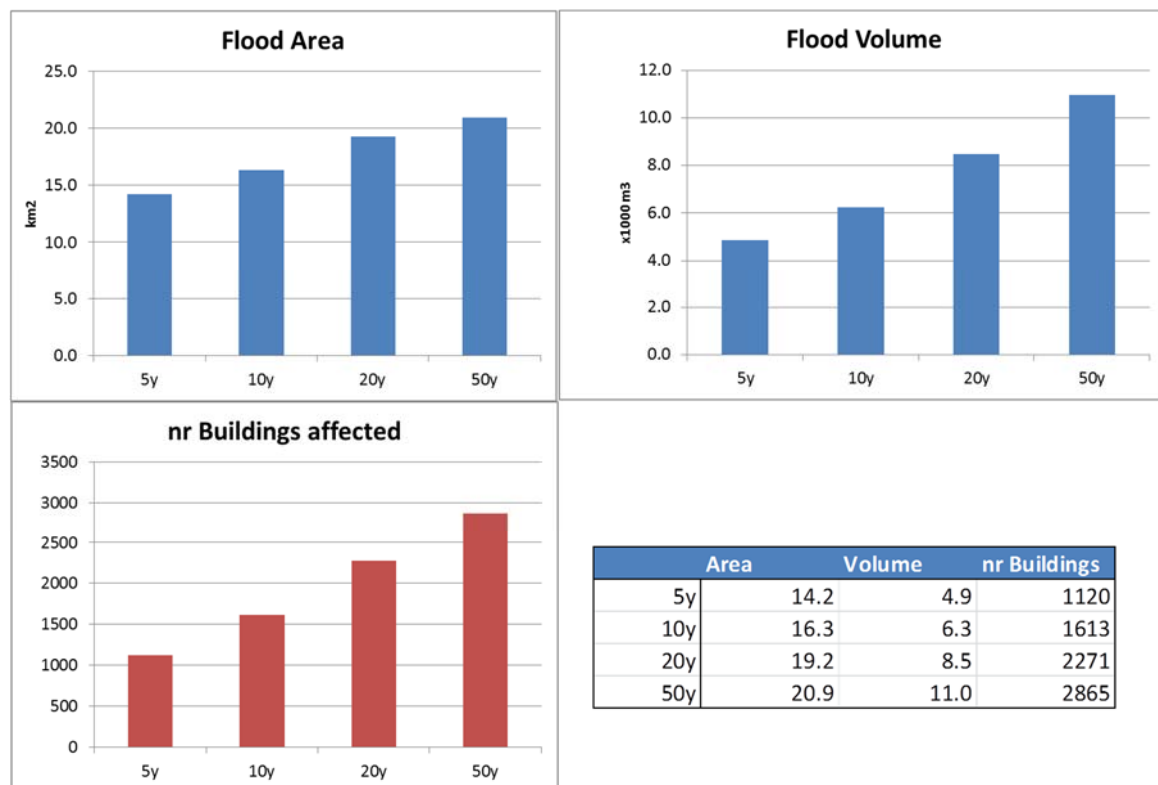 Flood Area
25.0
20.0
15.0
10.0
5.0
0.0
km2
5y 10y 20y 50y
Flood Volume
12.0
10.0
8.0
6.0
4.0
2.0
0.0
x1000 m3
5y 10y 20y 50y
nr Buildings affected
3500
3000
2500
2000
1500
1000
500
0
5y 10y 20y 50y
Area Volume nr Buildings
5y 14.2 4.9 1120
10y 16.3 6.3 1613
20y 19.2 8.5 2271
50y 20.9 11.0 2865